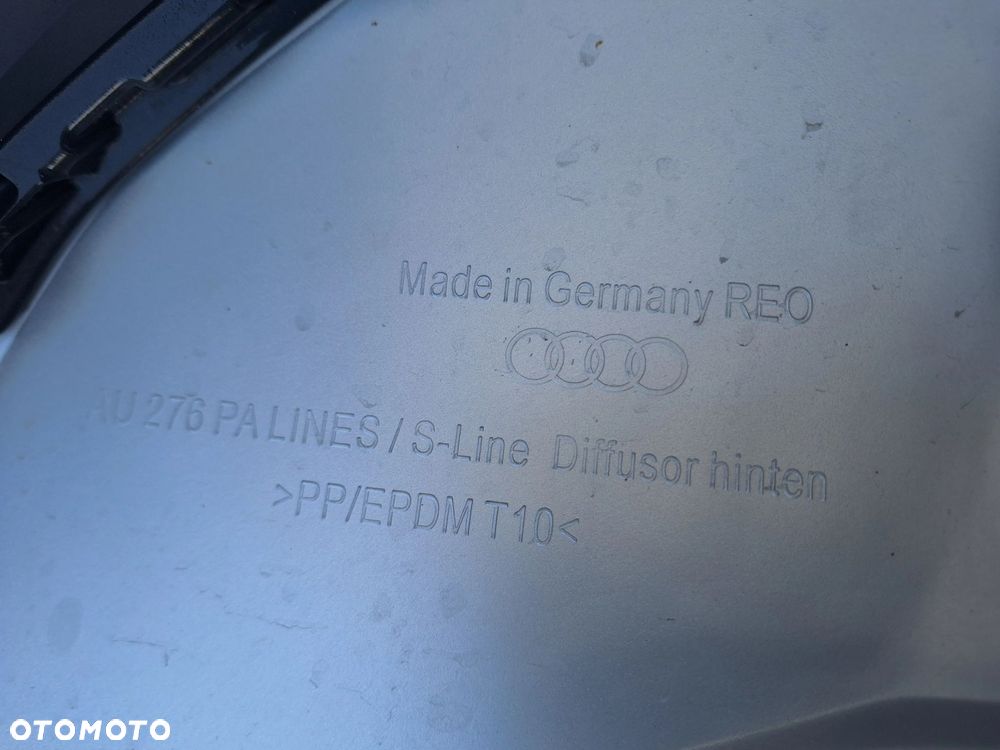 Made in Germany REO
AU 276 PA LINES / S-Line Diffusor hinten
>PP/EPDM T10<
OTOMOTO